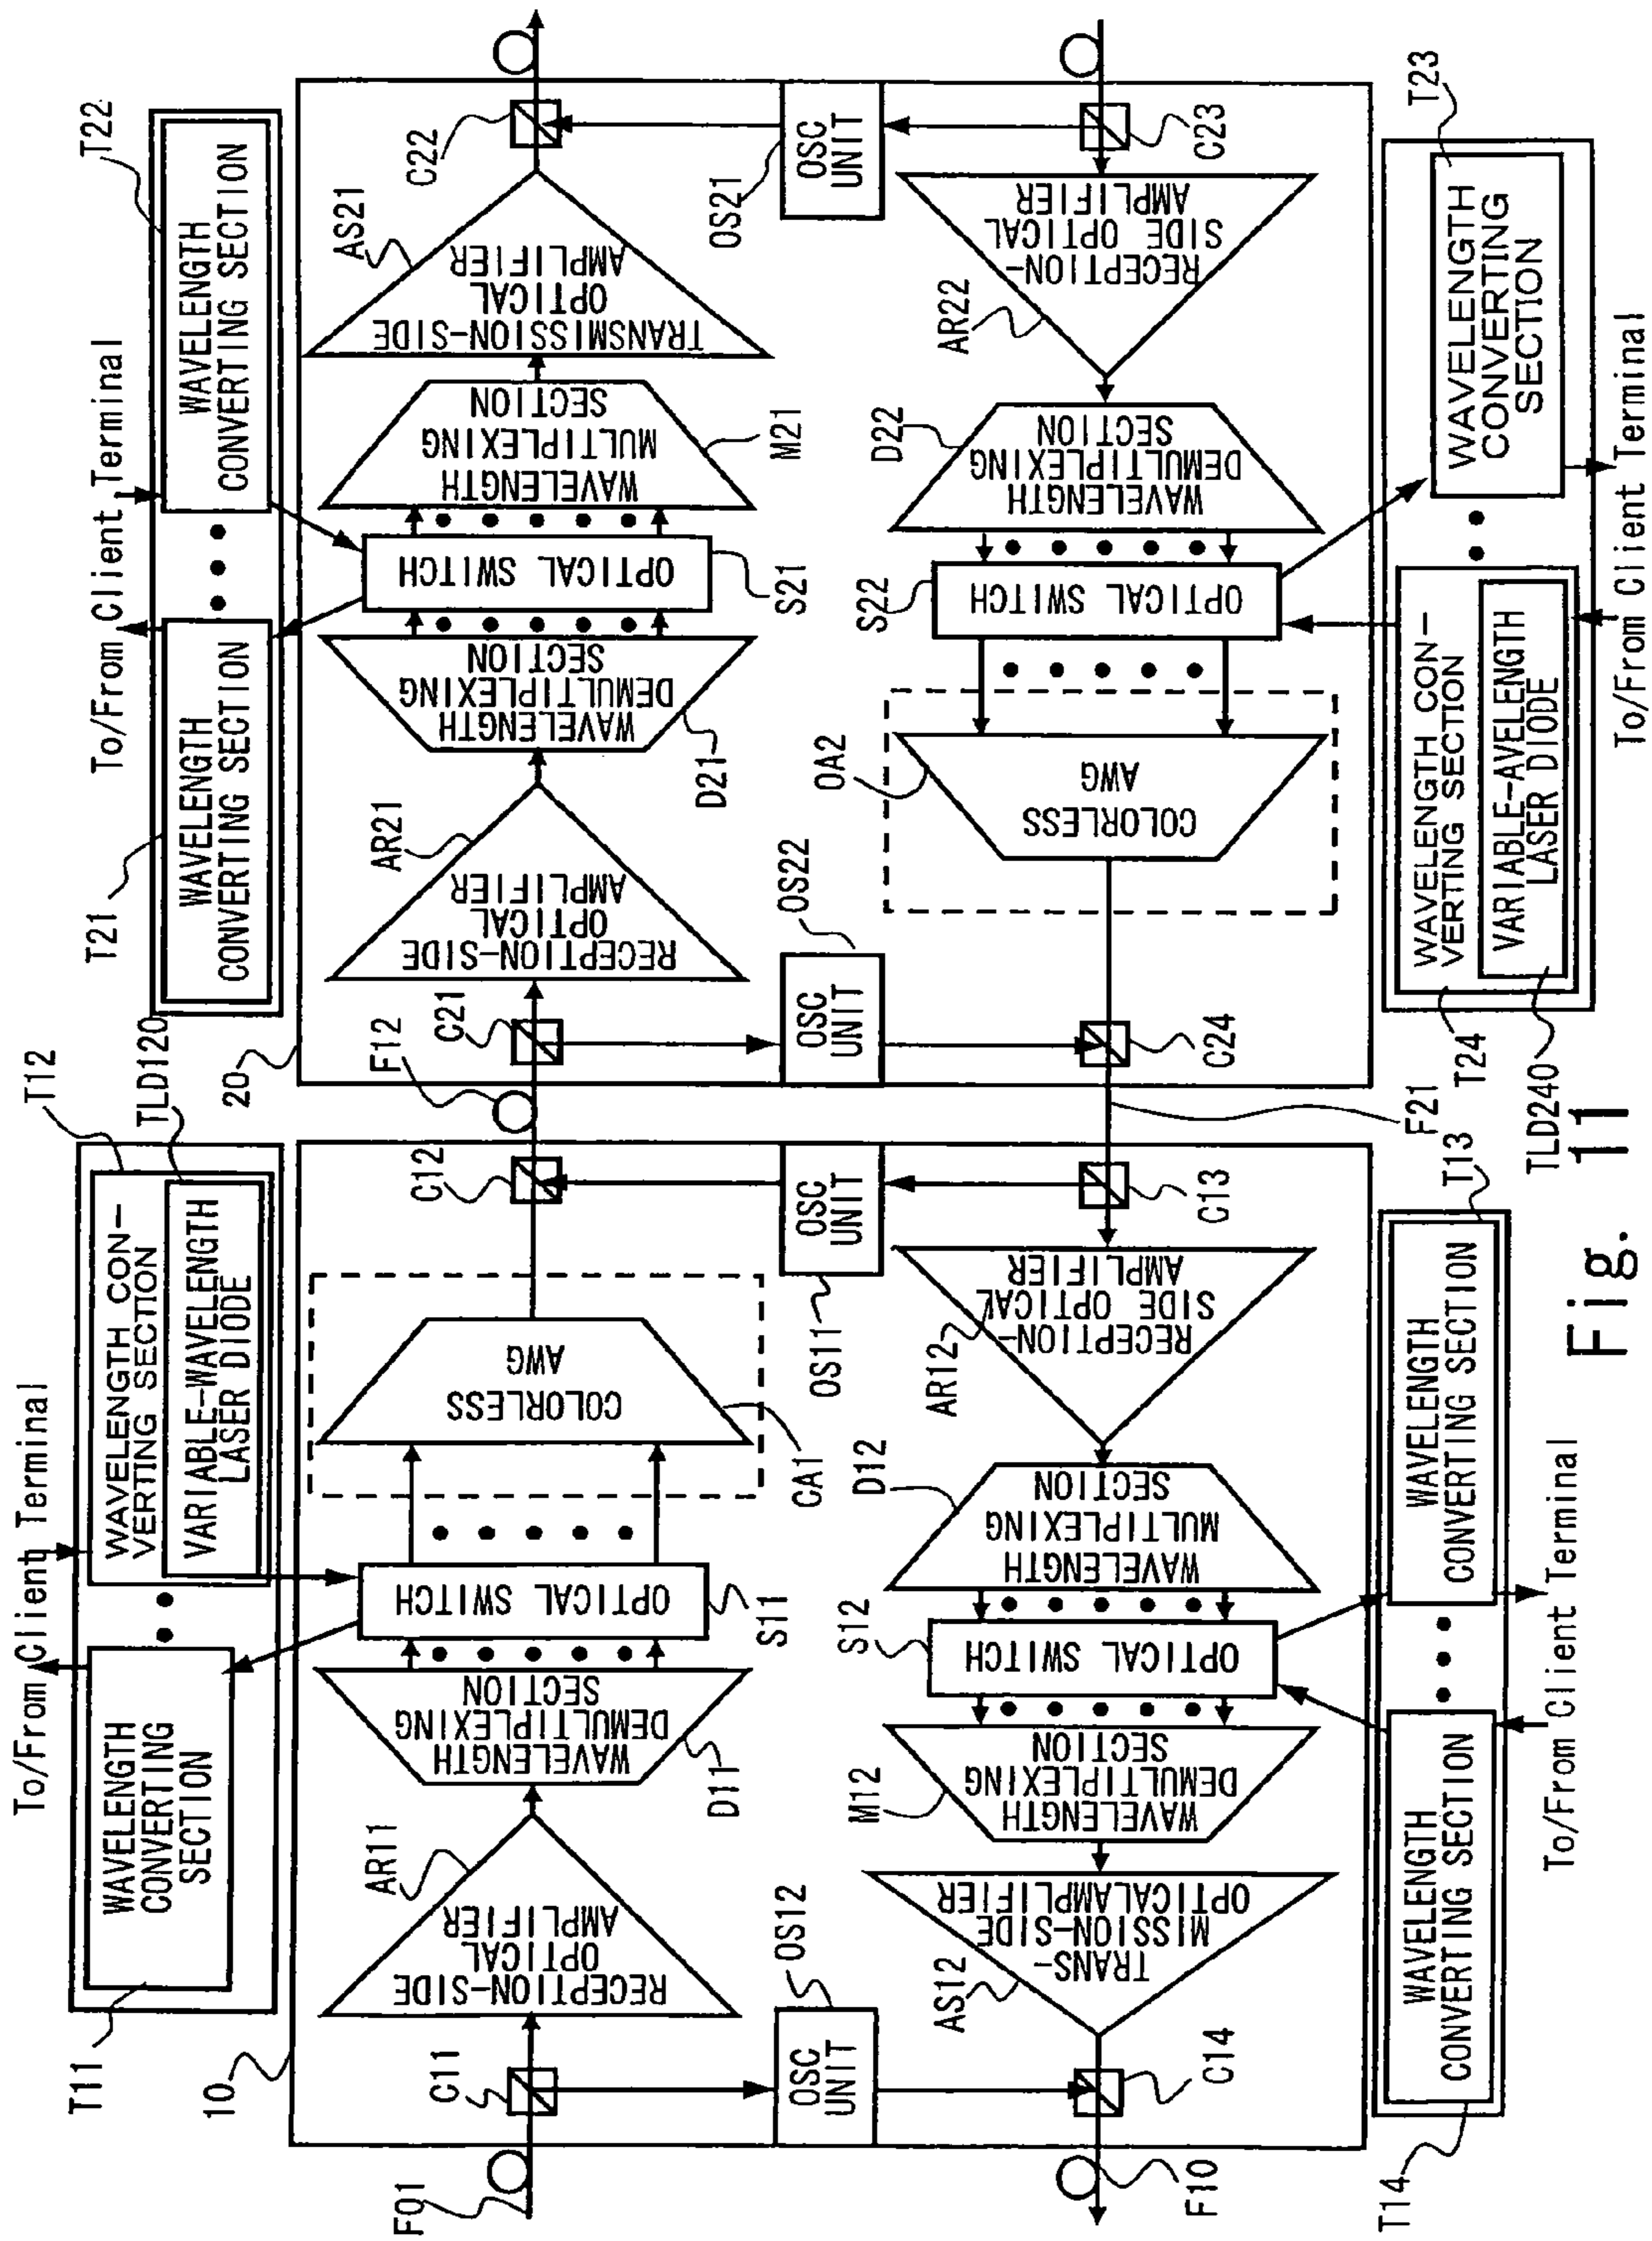 To/From Client Terminal
To/From Client Terminal
T11
WAVELENGTH
CONVERTING
SECTION
T12
WAVELENGTH CON-
VERTING SECTION
TLD120
VARIABLE-WAVELENGTH
LASER DIODE
T21
WAVELENGTH
CONVERTING SECTION
T22
WAVELENGTH
CONVERTING SECTION
10
20
F01
C11
AR11
RECEPTION-SIDE
OPTICAL
AMPLIFIER
D11
WAVELENGTH
DEMULTIPLEXING
SECTION
S11
OPTICAL SWITCH
CA1
COLORLESS
AWG
C12
F12
C21
AR21
RECEPTION-SIDE
OPTICAL
AMPLIFIER
D21
WAVELENGTH
DEMULTIPLEXING
SECTION
S21
OPTICAL SWITCH
M21
WAVELENGTH
MULTIPLEXING
SECTION
AS21
TRANSMISSION-SIDE
OPTICAL
AMPLIFIER
C22
OS12
OSC
UNIT
OS11
OSC
UNIT
OS22
OSC
UNIT
OS21
OSC
UNIT
F10
C14
AS12
TRANS-
MISSION-SIDE
OPTICALAMPLIFIER
M12
WAVELENGTH
DEMULTIPLEXING
SECTION
S12
OPTICAL SWITCH
D12
WAVELENGTH
MULTIPLEXING
SECTION
AR12
RECEPTION-
SIDE OPTICAL
AMPLIFIER
C13
F21
C24
OA2
COLORLESS
AWG
S22
OPTICAL SWITCH
D22
WAVELENGTH
DEMULTIPLEXING
SECTION
AR22
RECEPTION-
SIDE OPTICAL
AMPLIFIER
C23
T14
WAVELENGTH
CONVERTING SECTION
T13
WAVELENGTH
CONVERTING SECTION
T24
WAVELENGTH CON-
VERTING SECTION
TLD240
VARIABLE-AVELENGTH
LASER DIODE
T23
WAVELENGTH
CONVERTING
SECTION
To/From Client Terminal
To/From Client Terminal
Fig. 11